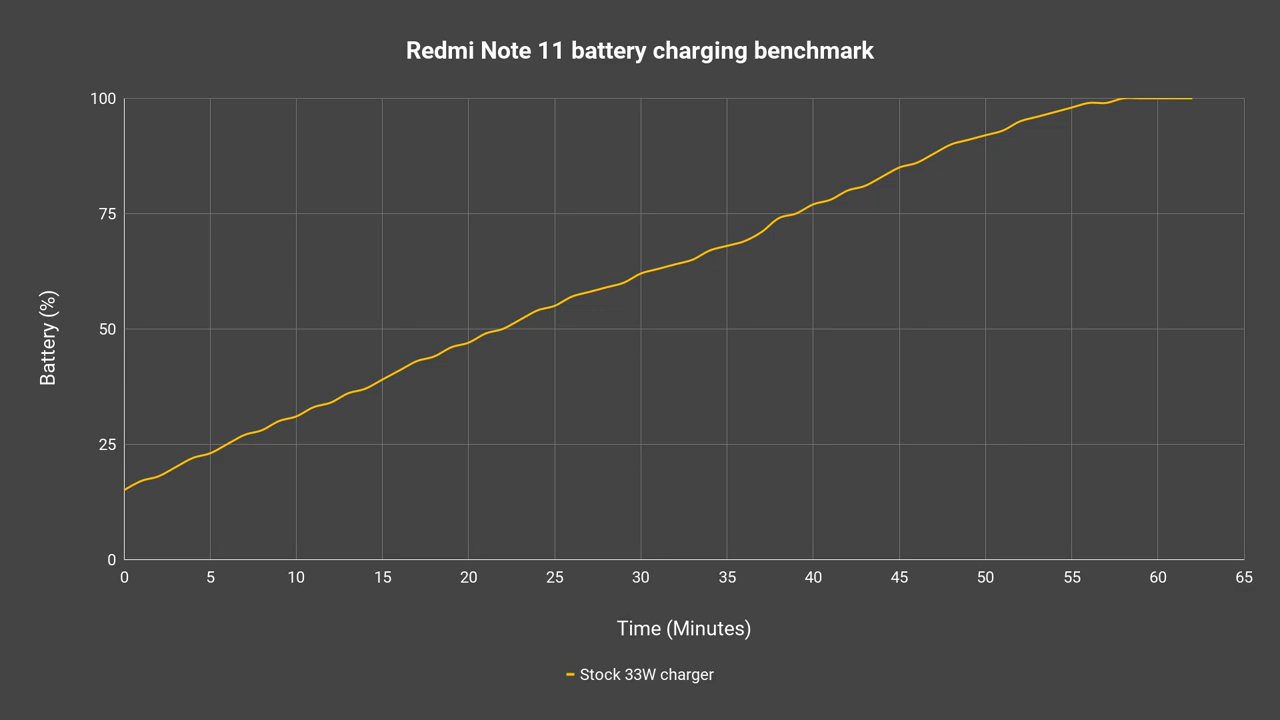 Redmi Note 11 battery charging benchmark
100
75
50
25
0
Battery (%)
0 5 10 15 20 25 30 35 40 45 50 55 60 65
Time (Minutes)
Stock 33W charger